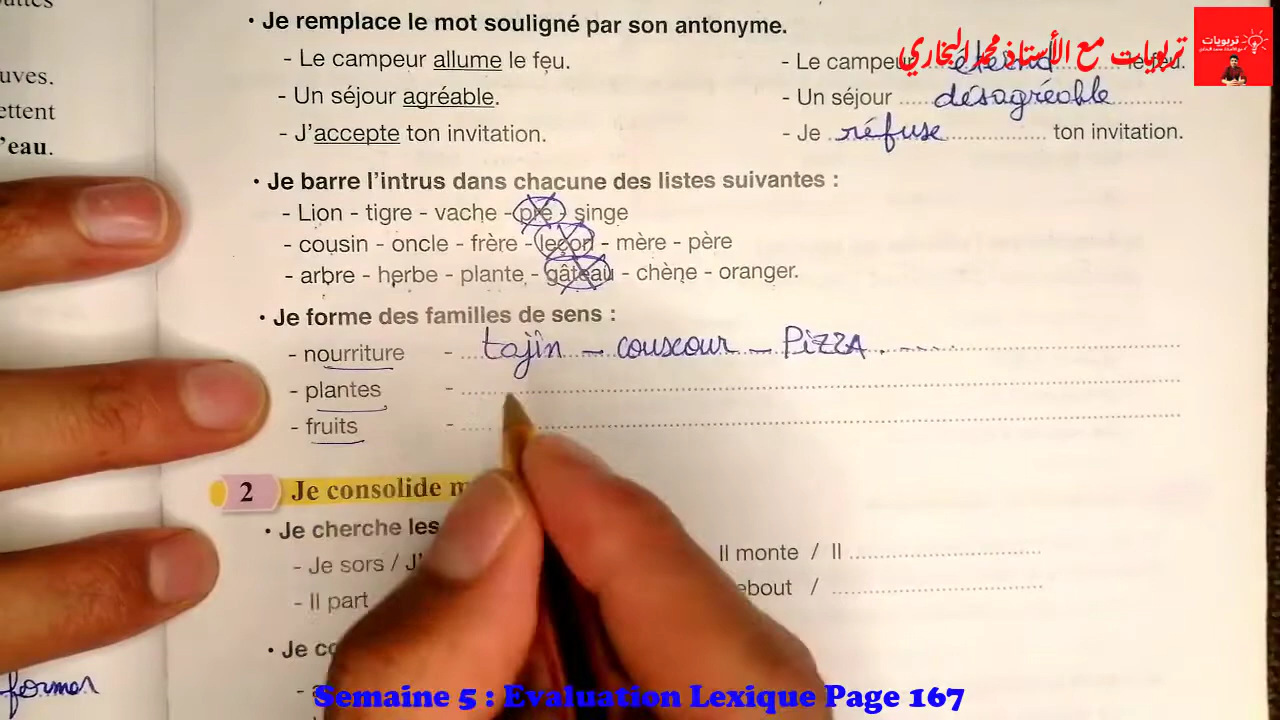 • Je remplace le mot souligné par son antonyme.
- Le campeur allume le feu. - Le campeur éteind le feu.
- Un séjour agréable. - Un séjour désagréable
- J'accepte ton invitation. - Je réfuse ton invitation.
• Je barre l'intrus dans chacune des listes suivantes :
- Lion - tigre - vache - pré - singe
- cousin - oncle - frère - leçon - mère - père
- arbre - herbe - plante - gâteau - chène - oranger.
• Je forme des familles de sens :
- nourriture - tajin - couscour - PiZZA
- plantes -
- fruits -
2 Je consolide m
• Je cherche les
- Je sors / J' Il monte / Il
- Il part ebout /
• Je co
uves.
ettent
'eau.
former
تربويات مع الأستاذ محمد البخاري
تربويات
Semaine 5 : Evaluation Lexique Page 167